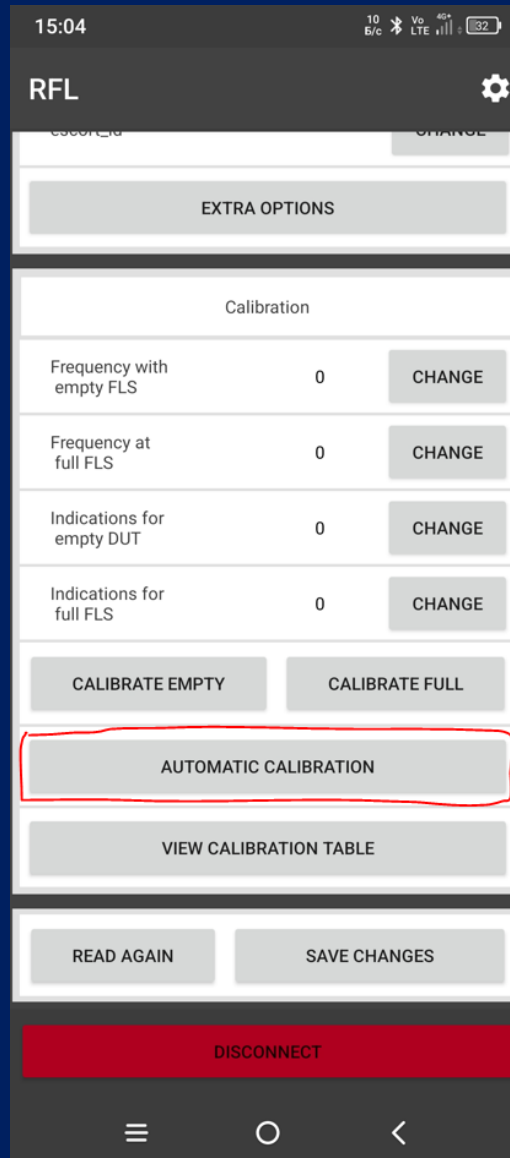 15:04
10
Б/с
Vo
LTE
4G+
32
RFL
escort_id
CHANGE
EXTRA OPTIONS
Calibration
Frequency with
empty FLS
0
CHANGE
Frequency at
full FLS
0
CHANGE
Indications for
empty DUT
0
CHANGE
Indications for
full FLS
0
CHANGE
CALIBRATE EMPTY
CALIBRATE FULL
AUTOMATIC CALIBRATION
VIEW CALIBRATION TABLE
READ AGAIN
SAVE CHANGES
DISCONNECT